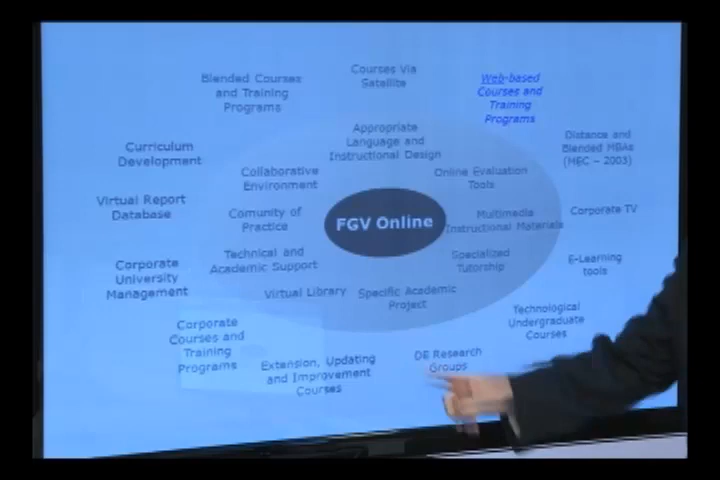 Blended Courses
and Training
Programs
Courses Via
Satellite
Web-based
Courses and
Training
Programs
Curriculum
Development
Appropriate
Language and
Instructional Design
Distance and
Blended MBAs
(MEC – 2003)
Collaborative
Environment
Online Evaluation
Tools
Virtual Report
Database
Comunity of
Practice
FGV Online
Multimedia
Instructional Materials
Corporate TV
Corporate
University
Management
Technical and
Academic Support
Specialized
Tutorship
E-Learning
tools
Virtual Library
Specific Academic
Project
Technological
Undergraduate
Courses
Corporate
Courses and
Training
Programs
Extension, Updating
and Improvement
Courses
DE Research
Groups